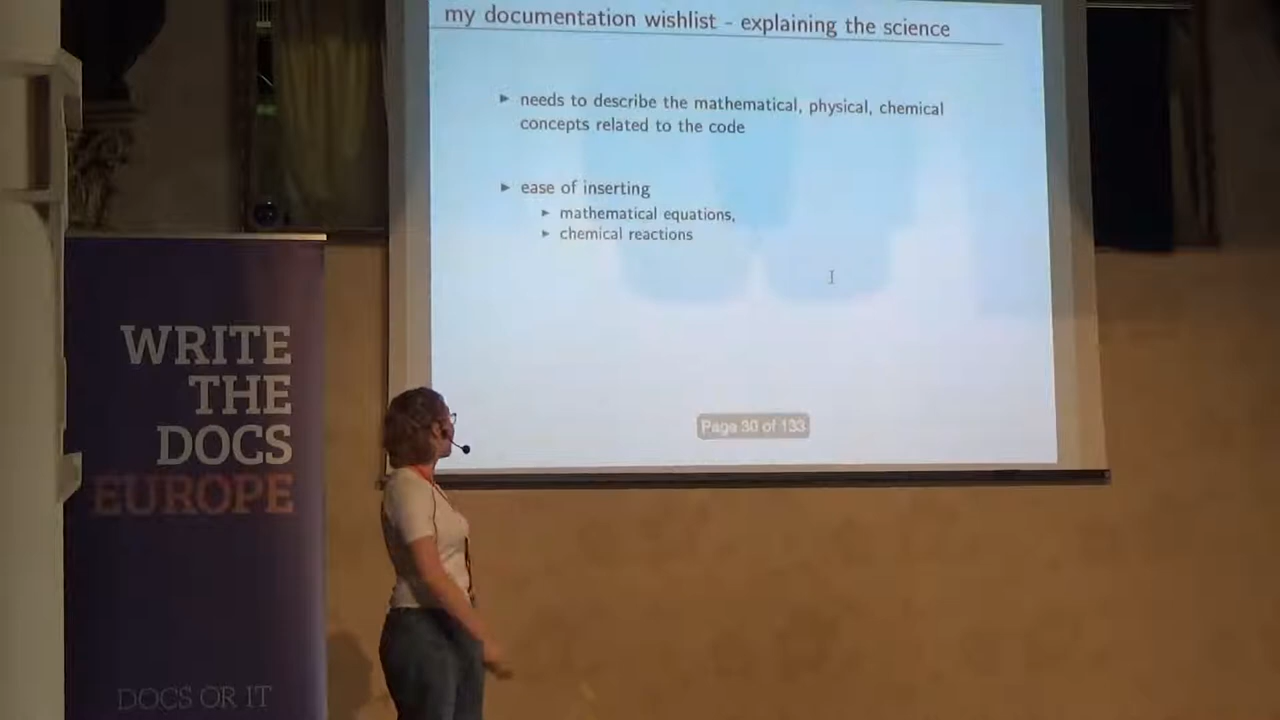 my documentation wishlist - explaining the science
► needs to describe the mathematical, physical, chemical
concepts related to the code
► ease of inserting
► mathematical equations,
► chemical reactions
Page 30 of 133
WRITE
THE
DOCS
EUROPE
DOCS OR IT